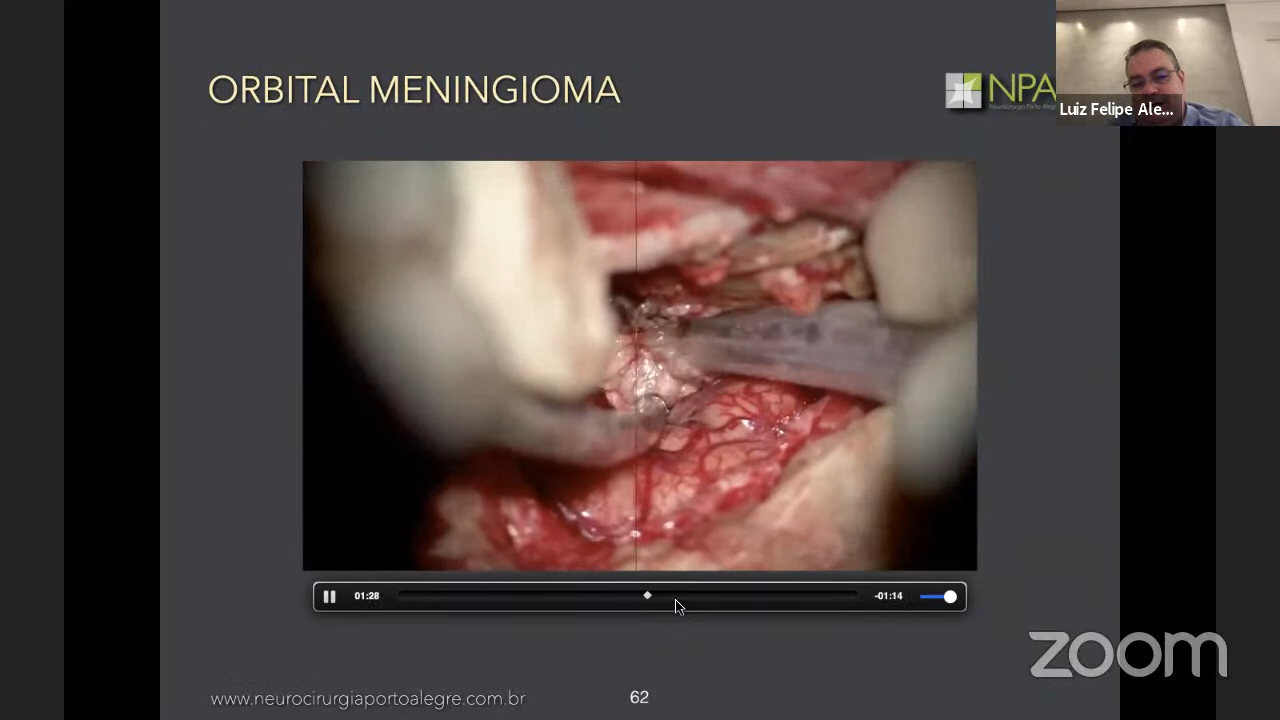 ORBITAL MENINGIOMA
NPA
Luiz Felipe Ale...
01:28
-01:14
zoom
www.neurocirurgiaportoalegre.com.br
62